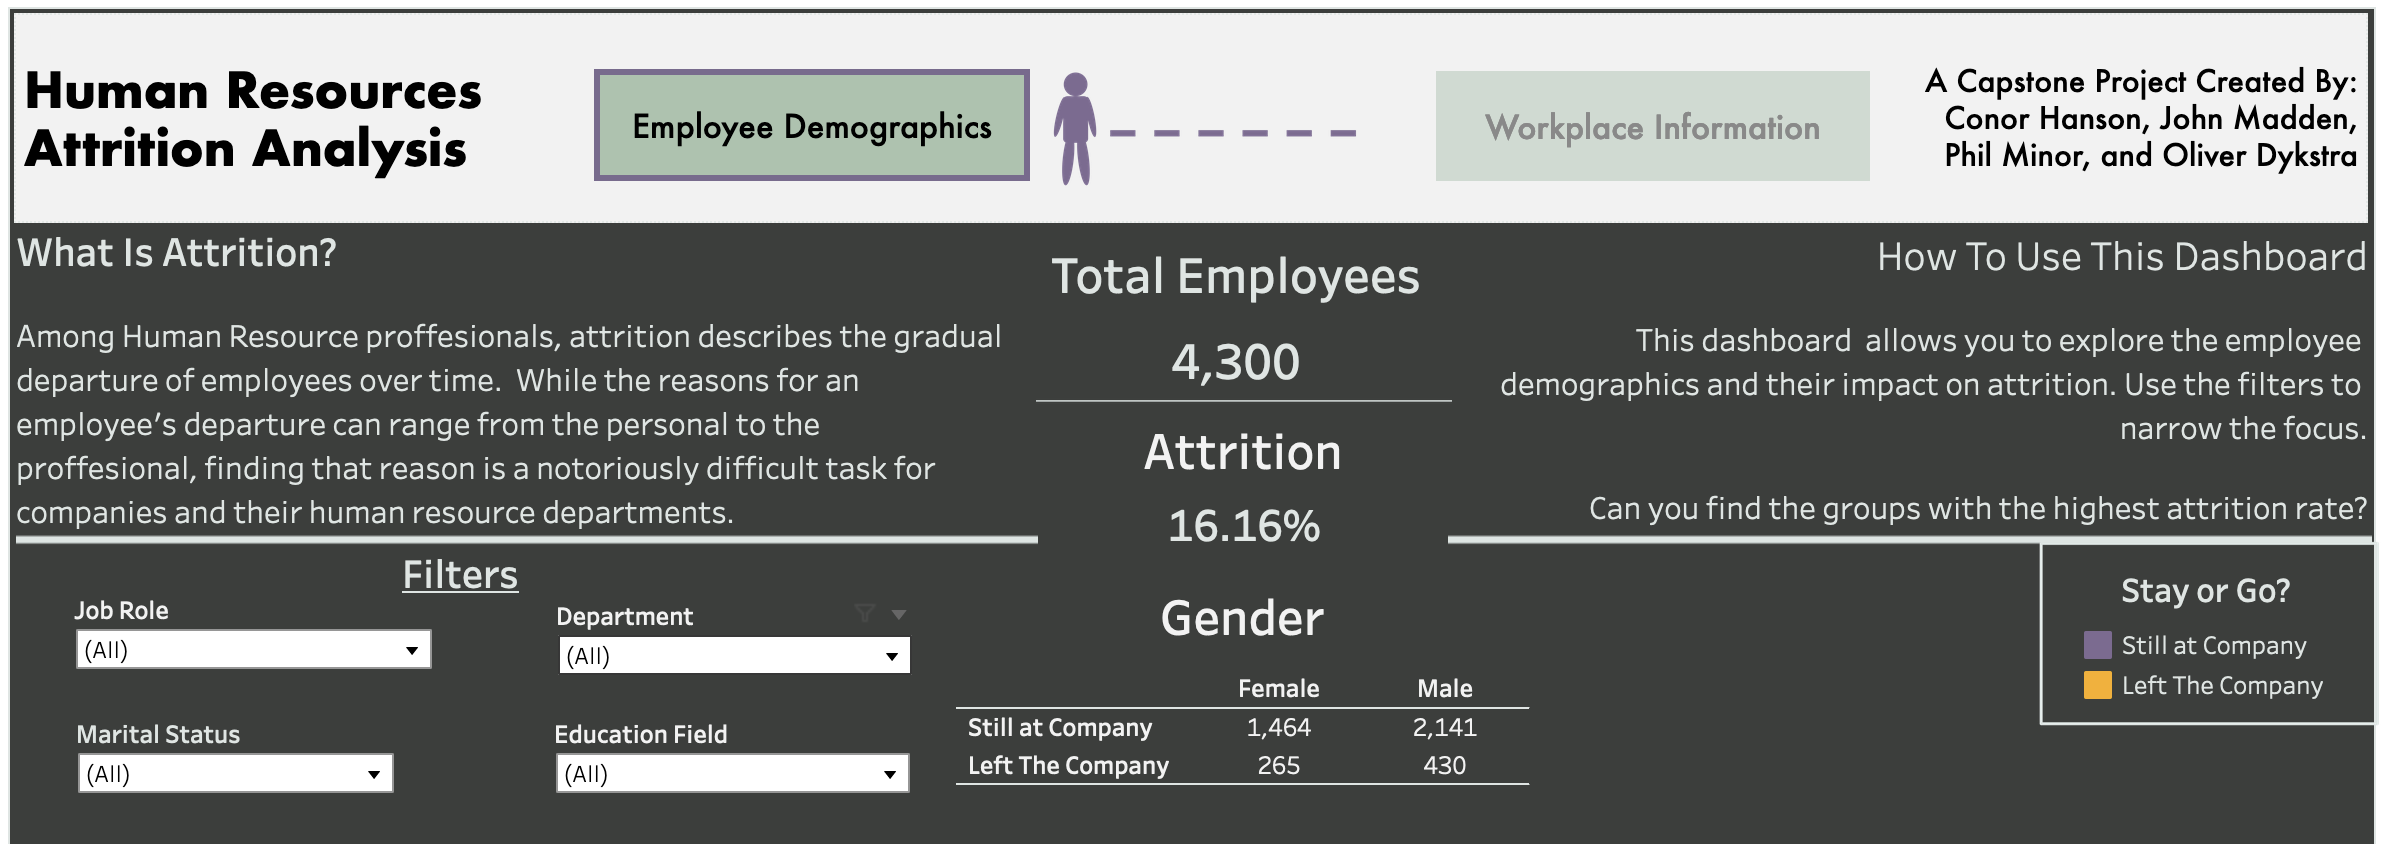 Human Resources
Attrition Analysis
Employee Demographics
Workplace Information
A Capstone Project Created By:
Conor Hanson, John Madden,
Phil Minor, and Oliver Dykstra
What Is Attrition?
Among Human Resource proffesionals, attrition describes the gradual
departure of employees over time.  While the reasons for an
employee’s departure can range from the personal to the
proffesional, finding that reason is a notoriously difficult task for
companies and their human resource departments.
Total Employees
4,300
Attrition
16.16%
How To Use This Dashboard
This dashboard  allows you to explore the employee
demographics and their impact on attrition. Use the filters to
narrow the focus.
Can you find the groups with the highest attrition rate?
Filters
Job Role
(All)
Department
(All)
Marital Status
(All)
Education Field
(All)
Gender
Female Male
Still at Company 1,464 2,141
Left The Company 265 430
Stay or Go?
Still at Company
Left The Company